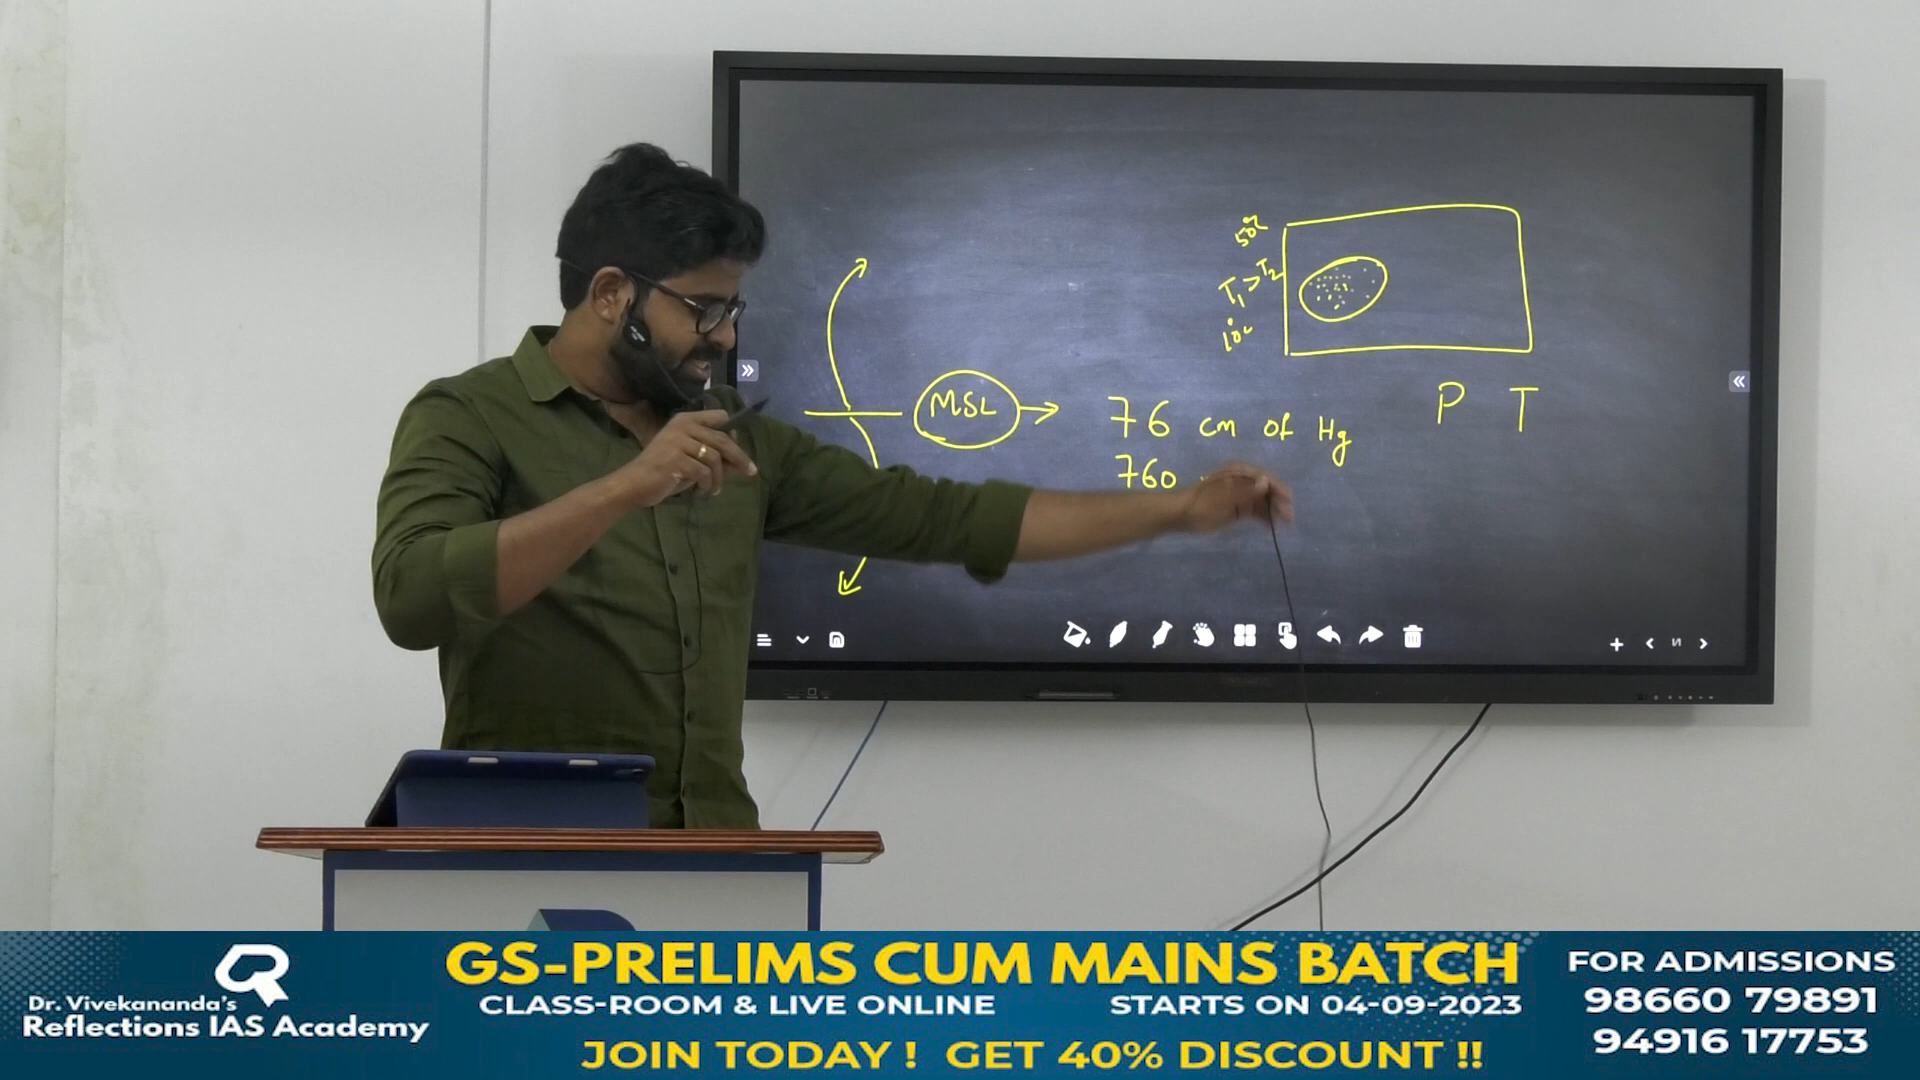 50°c
T₁ > T₂
10°c
MSL → 76 cm of Hg
P T
760
Dr. Vivekananda's
Reflections IAS Academy
GS-PRELIMS CUM MAINS BATCH
CLASS-ROOM & LIVE ONLINE STARTS ON 04-09-2023
JOIN TODAY ! GET 40% DISCOUNT !!
FOR ADMISSIONS
98660 79891
94916 17753